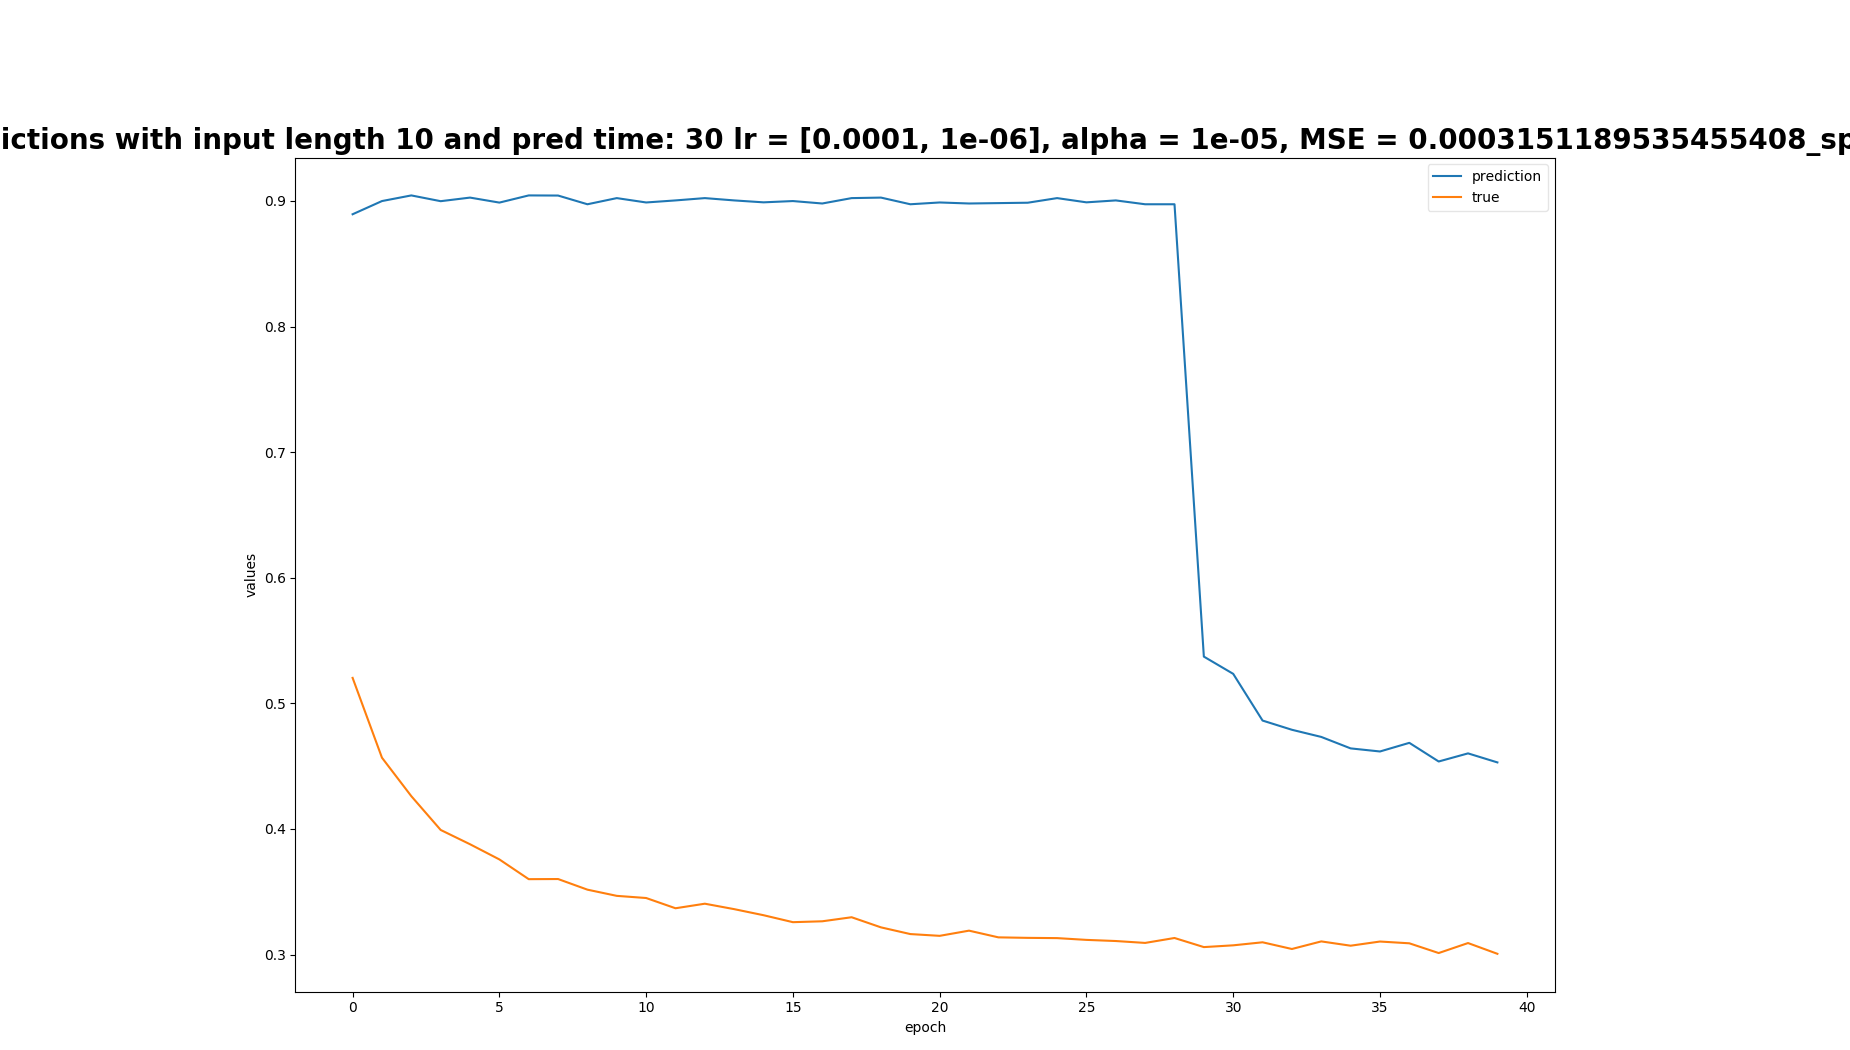 ictions with input length 10 and pred time: 30 lr = [0.0001, 1e-06], alpha = 1e-05, MSE = 0.0003151189535455408_sp
prediction
true
0.9
0.8
0.7
0.6
0.5
0.4
0.3
values
0 5 10 15 20 25 30 35 40
epoch